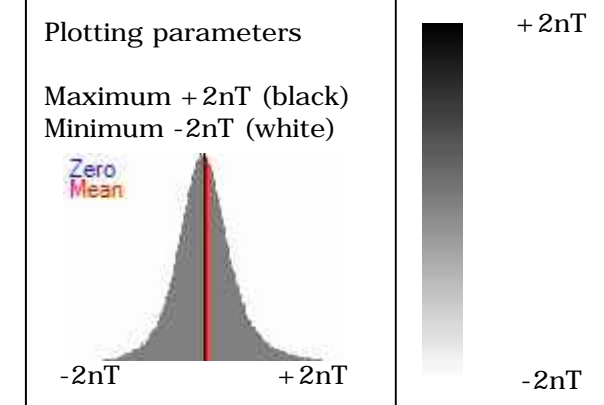 Plotting parameters
Maximum +2nT (black)
Minimum -2nT (white)
Zero
Mean
-2nT +2nT
+2nT
-2nT